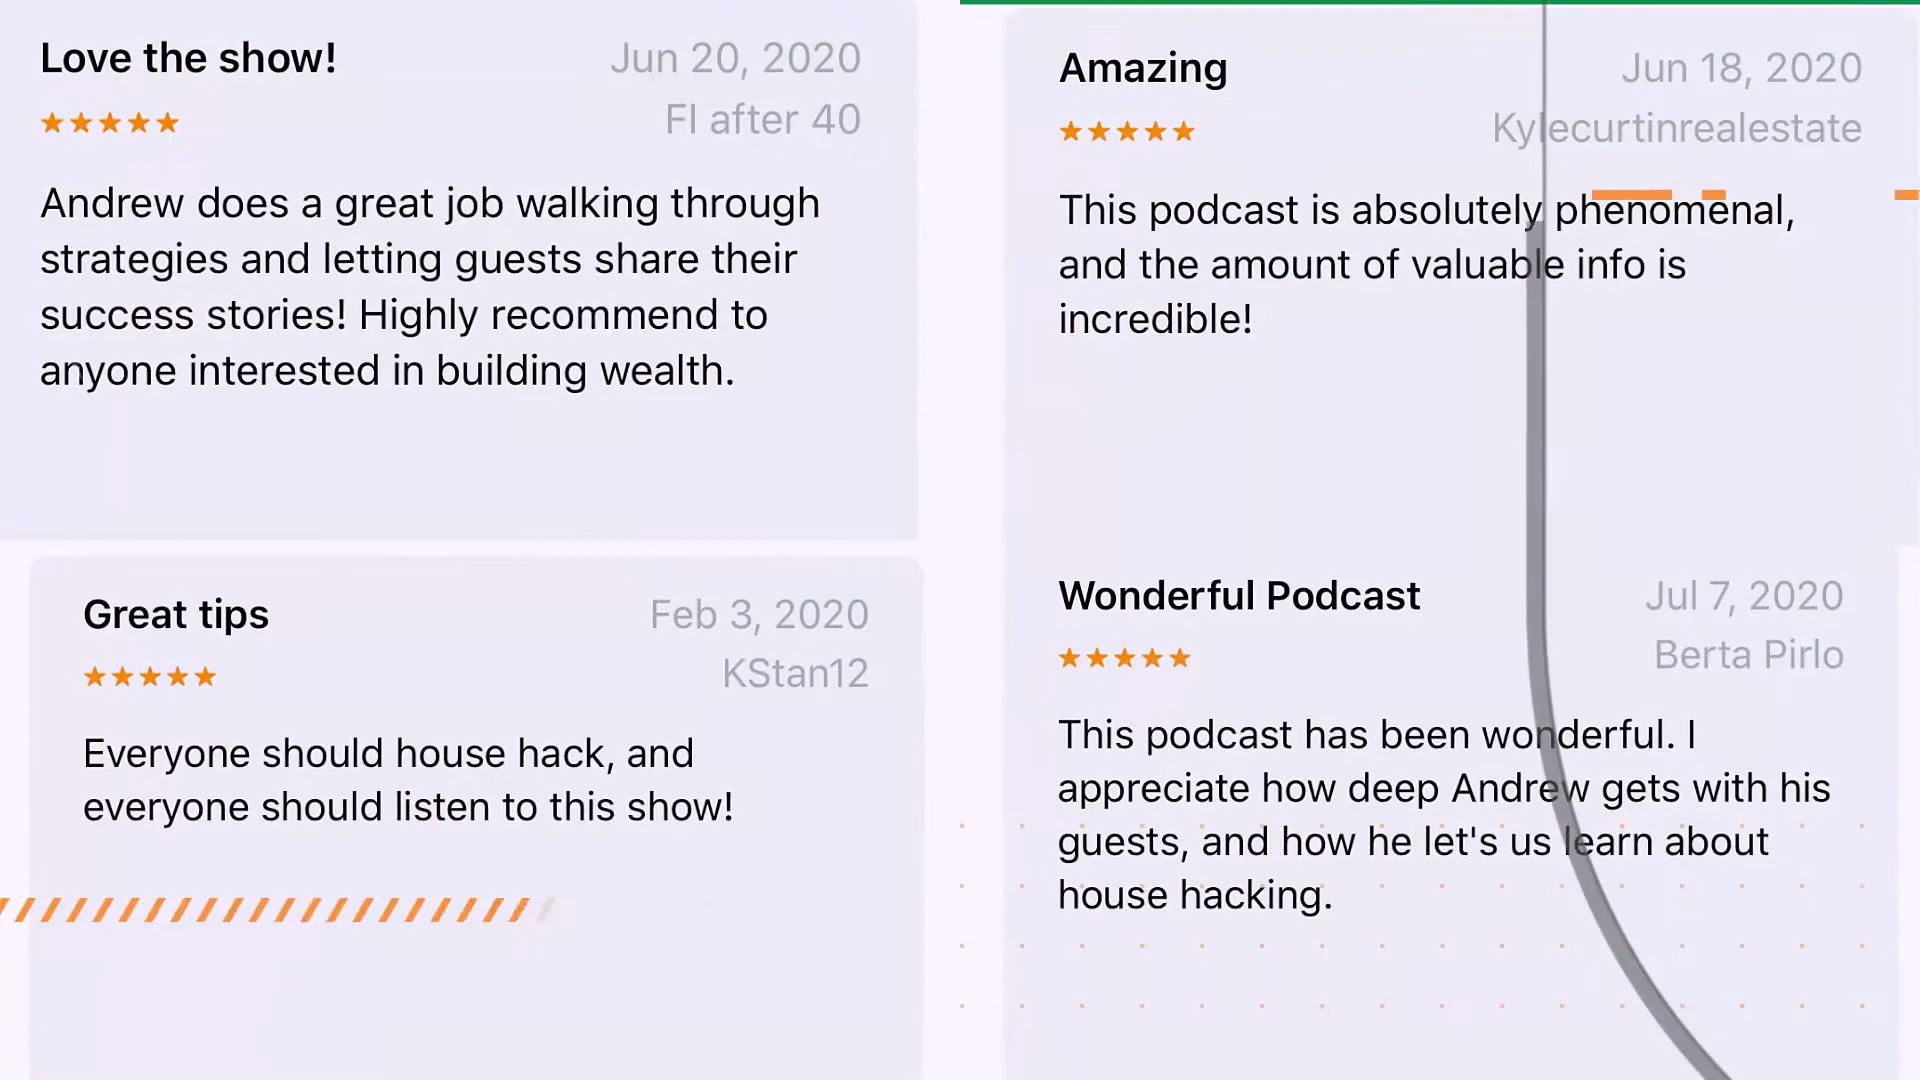 Love the show!
Jun 20, 2020
FI after 40
Andrew does a great job walking through
strategies and letting guests share their
success stories! Highly recommend to
anyone interested in building wealth.
Amazing
Jun 18, 2020
Kylecurtinrealestate
This podcast is absolutely phenomenal,
and the amount of valuable info is
incredible!
Great tips
Feb 3, 2020
KStan12
Everyone should house hack, and
everyone should listen to this show!
Wonderful Podcast
Jul 7, 2020
Berta Pirlo
This podcast has been wonderful. I
appreciate how deep Andrew gets with his
guests, and how he let's us learn about
house hacking.